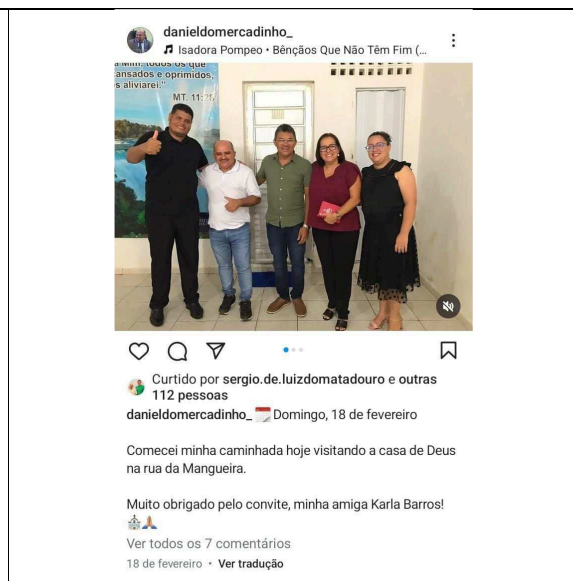 danieldomercadinho_
Isadora Pompeo • Bênçãos Que Não Têm Fim (...
a Mim, todos os que
ansados e oprimidos,
s aliviarei."
MT. 11:28
Curtido por sergio.de.luizdomatadouro e outras
112 pessoas
danieldomercadinho_ Domingo, 18 de fevereiro
Comecei minha caminhada hoje visitando a casa de Deus
na rua da Mangueira.
Muito obrigado pelo convite, minha amiga Karla Barros!
Ver todos os 7 comentários
18 de fevereiro • Ver tradução